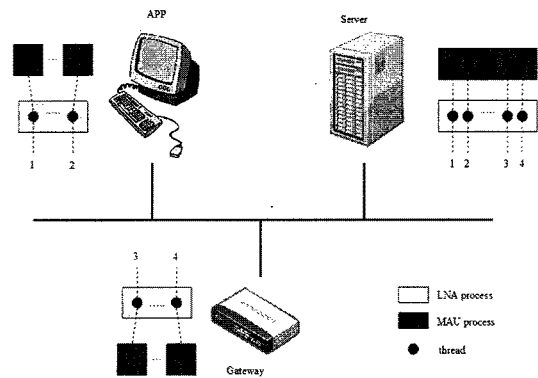 APP
Server
1 2
1 2 3 4
3 4
Gateway
LNA process
MAU process
thread